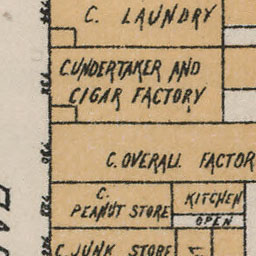 C. LAUNDRY
C. UNDERTAKER AND
CIGAR FACTORY
C. OVERALL FACTOR
C.
PEANUT STORE
KITCHEN
OPEN
C. JUNK STORE